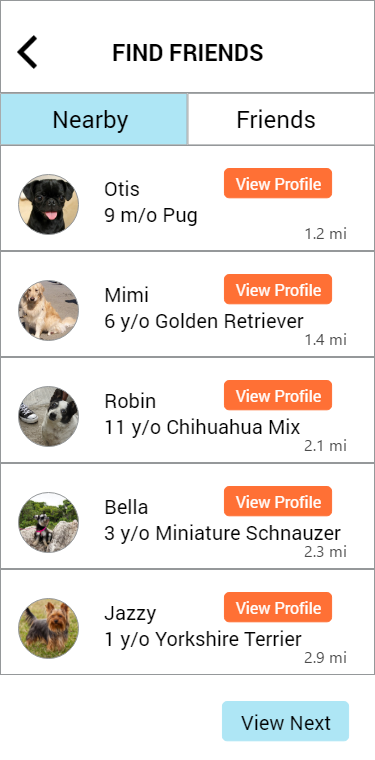 FIND FRIENDS
Nearby
Friends
Otis
View Profile
9 m/o Pug
1.2 mi
Mimi
View Profile
6 y/o Golden Retriever
1.4 mi
Robin
View Profile
11 y/o Chihuahua Mix
2.1 mi
Bella
View Profile
3 y/o Miniature Schnauzer
2.3 mi
Jazzy
View Profile
1 y/o Yorkshire Terrier
2.9 mi
View Next